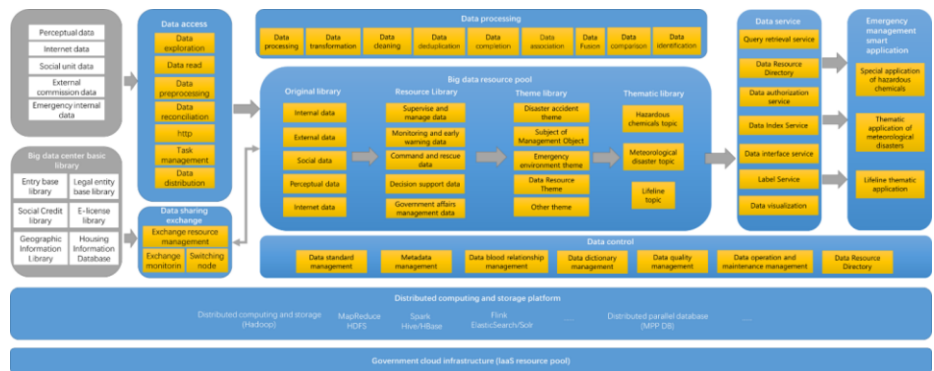 Perceptual data
Internet data
Social unit data
External
commission data
Emergency internal
data
Big data center basic
library
Entry base
library
Legal entity
base library
Social Credit
library
E-license
library
Geographic
Information
Library
Housing
Information
Database
Data access
Data
exploration
Data read
Data
preprocessing
Data
reconciliation
http
Task
management
Data
distribution
Data sharing
exchange
Exchange resource
management
Exchange
monitorin
Switching
node
Data processing
Data
processing
Data
transformation
Data
cleaning
Data
deduplication
Data
completion
Data
association
Data
Fusion
Data
comparison
Data
identification
Big data resource pool
Original library
Internal data
External data
Social data
Perceptual data
Internet data
Resource Library
Supervise and
manage data
Monitoring and early
warning data
Command and rescue
data
Decision support data
Government affairs
management data
Theme library
Disaster accident
theme
Subject of
Management Object
Emergency
environment theme
Data Resource
Theme
Other theme
Thematic library
Hazardous
chemicals topic
Meteorological
disaster topic
Lifeline
topic
Data control
Data standard
management
Metadata
management
Data blood relationship
management
Data dictionary
management
Data quality
management
Data operation and
maintenance management
Data Resource
Directory
Data service
Query retrieval service
Data Resource
Directory
Data authorization
service
Data Index Service
Data interface service
Label Service
Data visualization
Emergency
management
smart
application
Special application
of hazardous
chemicals
Thematic
application of
meteorological
disasters
Lifeline thematic
application
Distributed computing and storage platform
Distributed computing and storage
(Hadoop)
MapReduce
HDFS
Spark
Hive/HBase
Flink
ElasticSearch/Solr
......
Distributed parallel database
(MPP DB)
......
Government cloud infrastructure (IaaS resource pool)